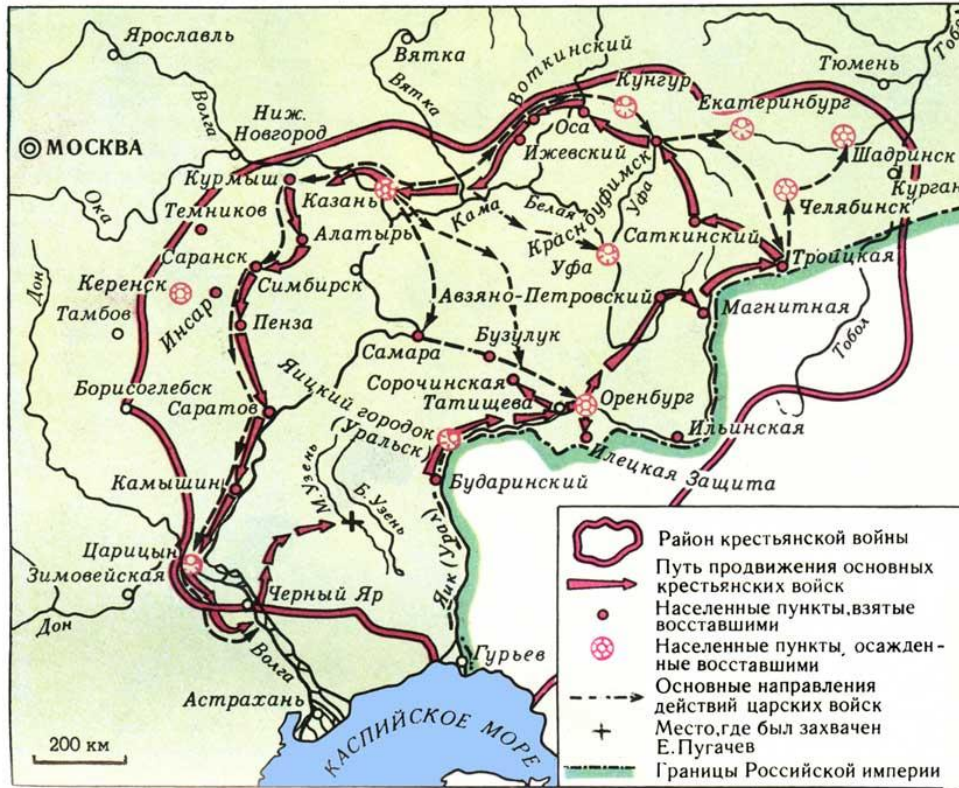 Ярославль
Вятка
Тобол
Тюмень
Волга
Вятка
Воткинский
Кунгур
Екатеринбург
Ниж.
Новгород
Оса
МОСКВА
Ижевский
Шадринск
Курмыш
Казань
Курган
Ока
Темников
Кама
Белая
Красноуфимск
Уфа
Челябинск
Алатырь
Саткинский
Дон
Саранск
Симбирск
Уфа
Троицкая
Керенск
Авзяно-Петровский
Магнитная
Тамбов
Инсар
Пенза
Самара
Бузулук
Тобол
Борисоглебск
Саратов
Сорочинская
Татищева
Оренбург
Яицкий городок
(Уральск)
Ильинская
Илецкая Защита
Камышин
М.Узень
Б. Узень
Бударинский
Царицын
Зимовейская
Черный Яр
Яик (Урал)
Дон
Волга
Гурьев
Астрахань
КАСПИЙСКОЕ МОРЕ
200 км
Район крестьянской войны
Путь продвижения основных
крестьянских войск
Населенные пункты,взятые
восставшими
Населенные пункты, осажден-
ные восставшими
Основные направления
действий царских войск
Место,где был захвачен
Е.Пугачев
Границы Российской империи